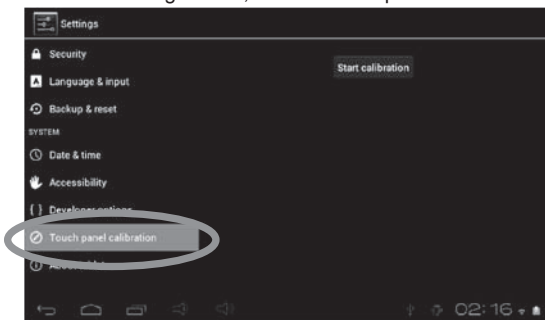 Settings
Security
Start calibration
Language & input
Backup & reset
SYSTEM
Date & time
Accessibility
{ } Developer options
Touch panel calibration
02:16